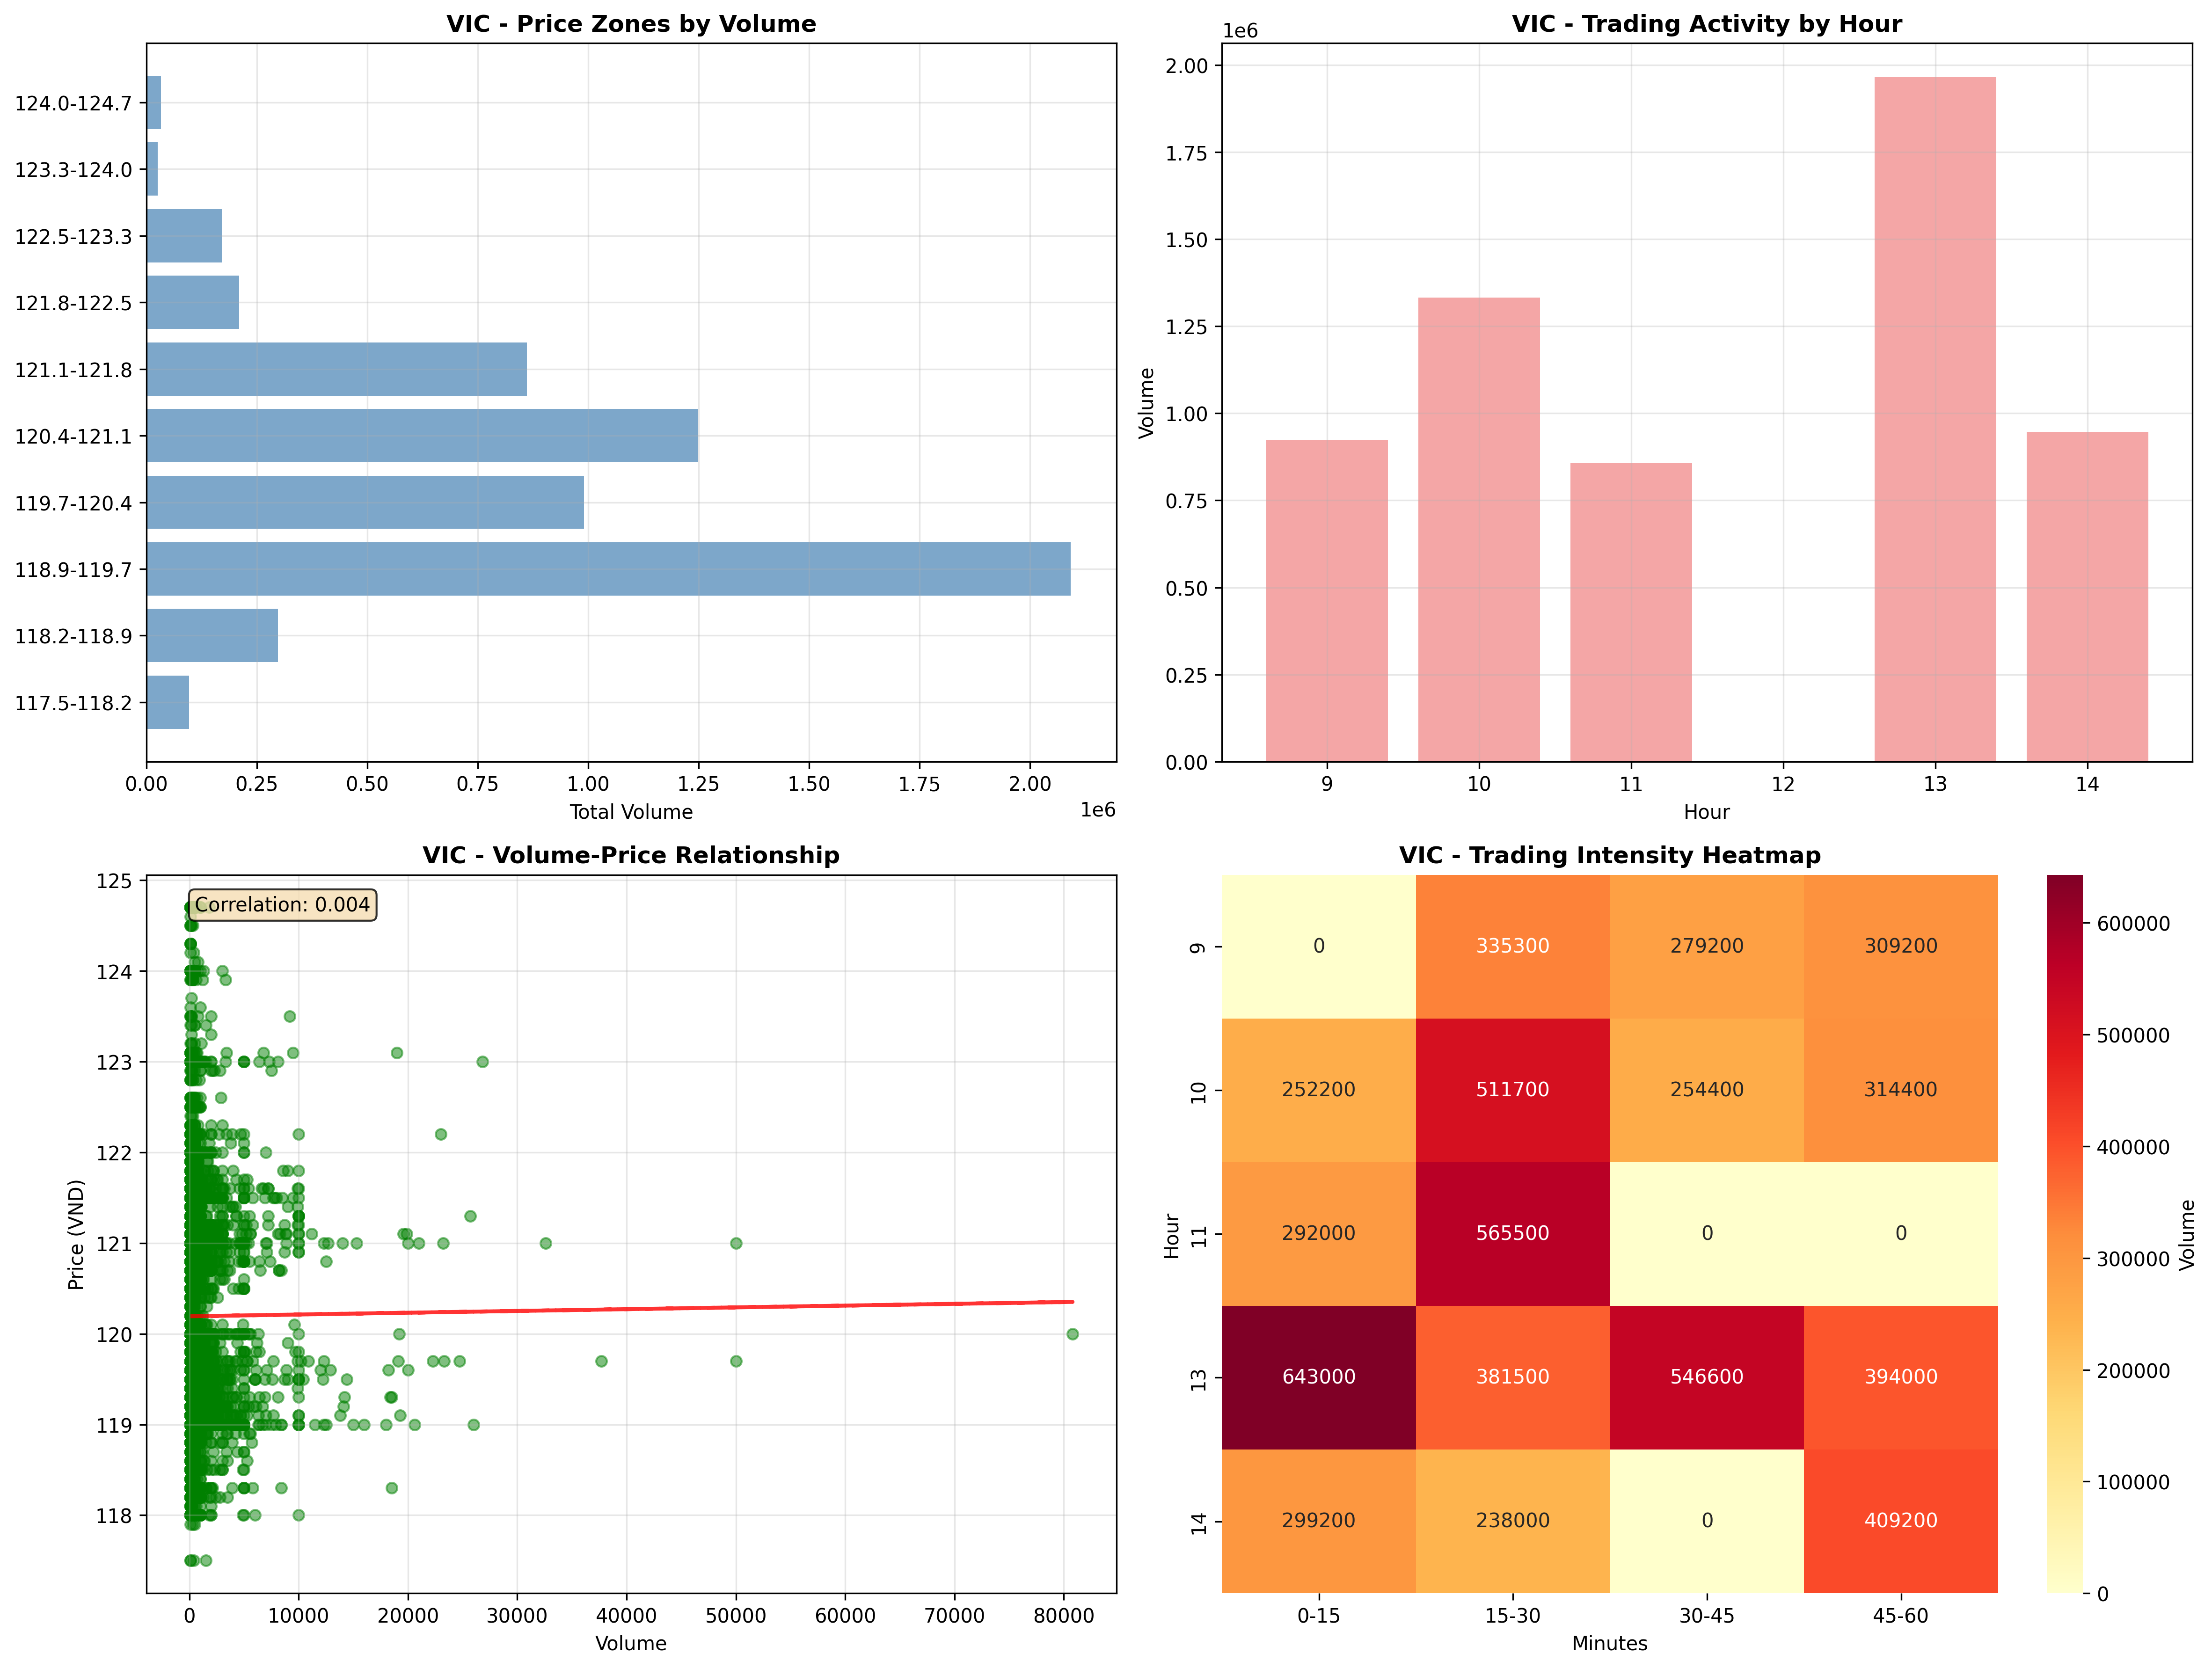 VIC - Price Zones by Volume
124.0-124.7
123.3-124.0
122.5-123.3
121.8-122.5
121.1-121.8
120.4-121.1
119.7-120.4
118.9-119.7
118.2-118.9
117.5-118.2
0.00 0.25 0.50 0.75 1.00 1.25 1.50 1.75 2.00
1e6
Total Volume
VIC - Trading Activity by Hour
1e6
2.00
1.75
1.50
1.25
1.00
0.75
0.50
0.25
0.00
Volume
9 10 11 12 13 14
Hour
VIC - Volume-Price Relationship
Correlation: 0.004
125
124
123
122
121
120
119
118
Price (VND)
0 10000 20000 30000 40000 50000 60000 70000 80000
Volume
VIC - Trading Intensity Heatmap
9 0 335300 279200 309200
10 252200 511700 254400 314400
11 292000 565500 0 0
13 643000 381500 546600 394000
14 299200 238000 0 409200
Hour
0-15 15-30 30-45 45-60
Minutes
600000
500000
400000
300000
200000
100000
0
Volume